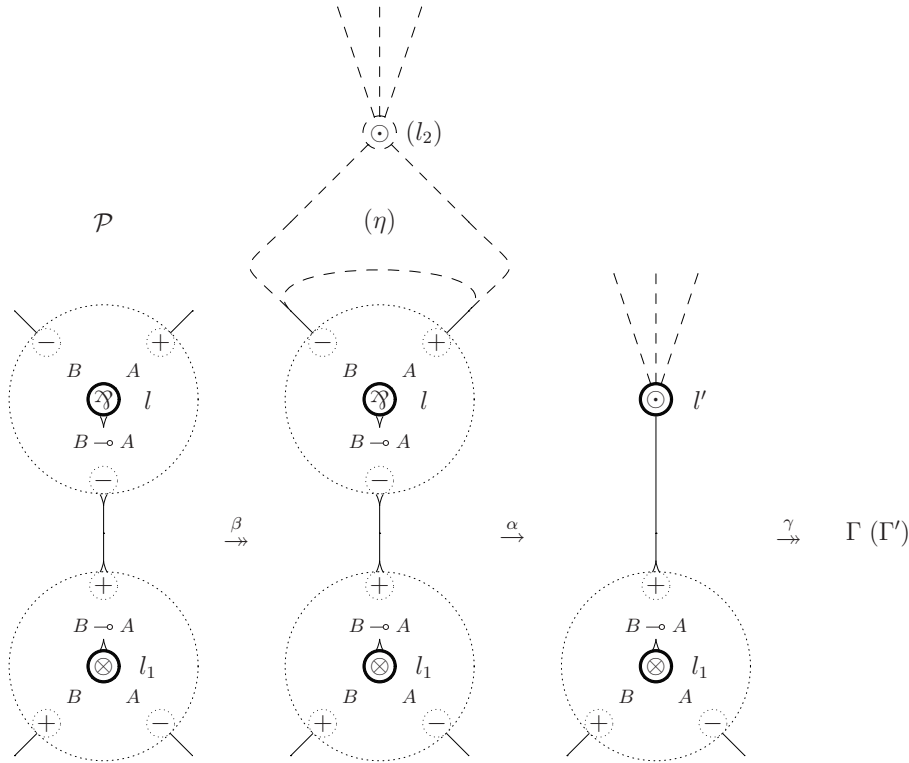 (l₂)
𝒫 (η)
− + − +
B A B A
⅋ l ⅋ l ⊙ l′
B ⊸ A B ⊸ A
− −
β ↠ α → γ ↠ Γ (Γ′)
+ + +
B ⊸ A B ⊸ A B ⊸ A
⊗ l₁ ⊗ l₁ ⊗ l₁
B A B A B A
+ − + − + −